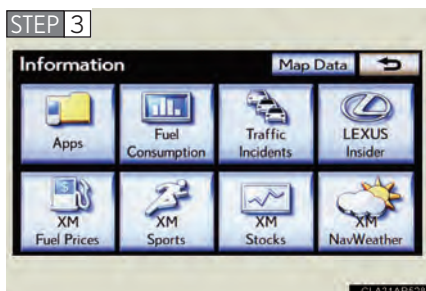 STEP 3
Information
Map Data
Apps
Fuel
Consumption
Traffic
Incidents
LEXUS
Insider
XM
Fuel Prices
XM
Sports
XM
Stocks
XM
NavWeather